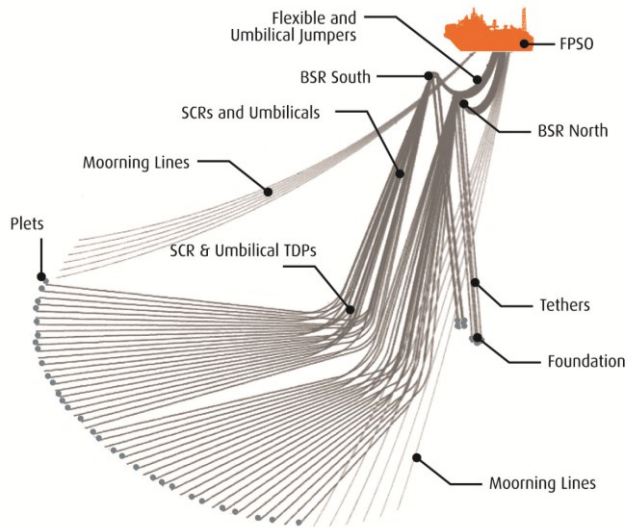 Flexible and
Umbilical Jumpers
FPSO
BSR South
SCRs and Umbilicals
BSR North
Moorning Lines
Plets
SCR & Umbilical TDPs
Tethers
Foundation
Moorning Lines